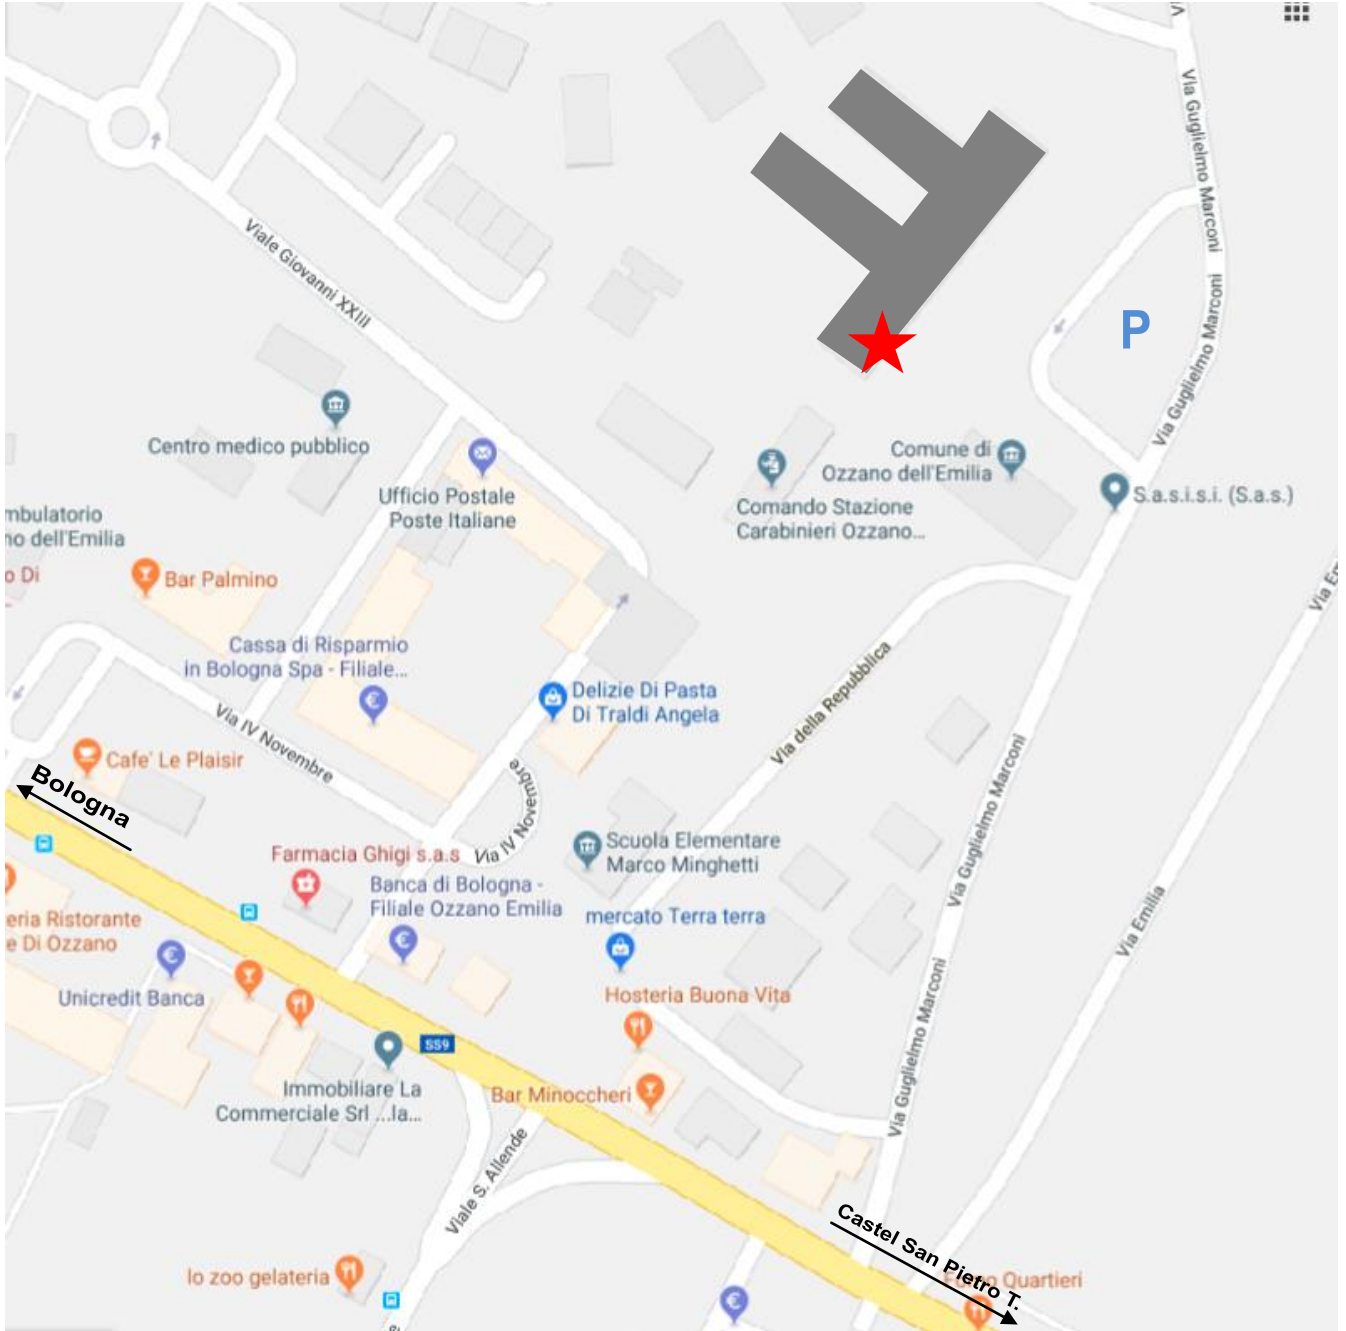 Via Guglielmo Marconi
Viale Giovanni XXIII
Via Guglielmo Marconi
P
Centro medico pubblico
Comune di
Ozzano dell'Emilia
Ufficio Postale
Poste Italiane
Comando Stazione
Carabinieri Ozzano...
S.a.s.i.s.i. (S.a.s.)
mbulatorio
no dell'Emilia
o Di
Bar Palmino
Cassa di Risparmio
in Bologna Spa - Filiale...
Via della Repubblica
Delizie Di Pasta
Di Traldi Angela
Via IV Novembre
Cafe' Le Plaisir
Bologna
Via IV Novembre
Via Guglielmo Marconi
Scuola Elementare
Marco Minghetti
Farmacia Ghigi s.a.s
Banca di Bologna -
Filiale Ozzano Emilia
mercato Terra terra
eria Ristorante
e Di Ozzano
Via Emilia
Unicredit Banca
Hosteria Buona Vita
SS9
Via Guglielmo Marconi
Immobiliare La
Commerciale Srl ...la...
Bar Minoccheri
Viale S. Allende
Castel San Pietro T.
lo zoo gelateria
Quartieri